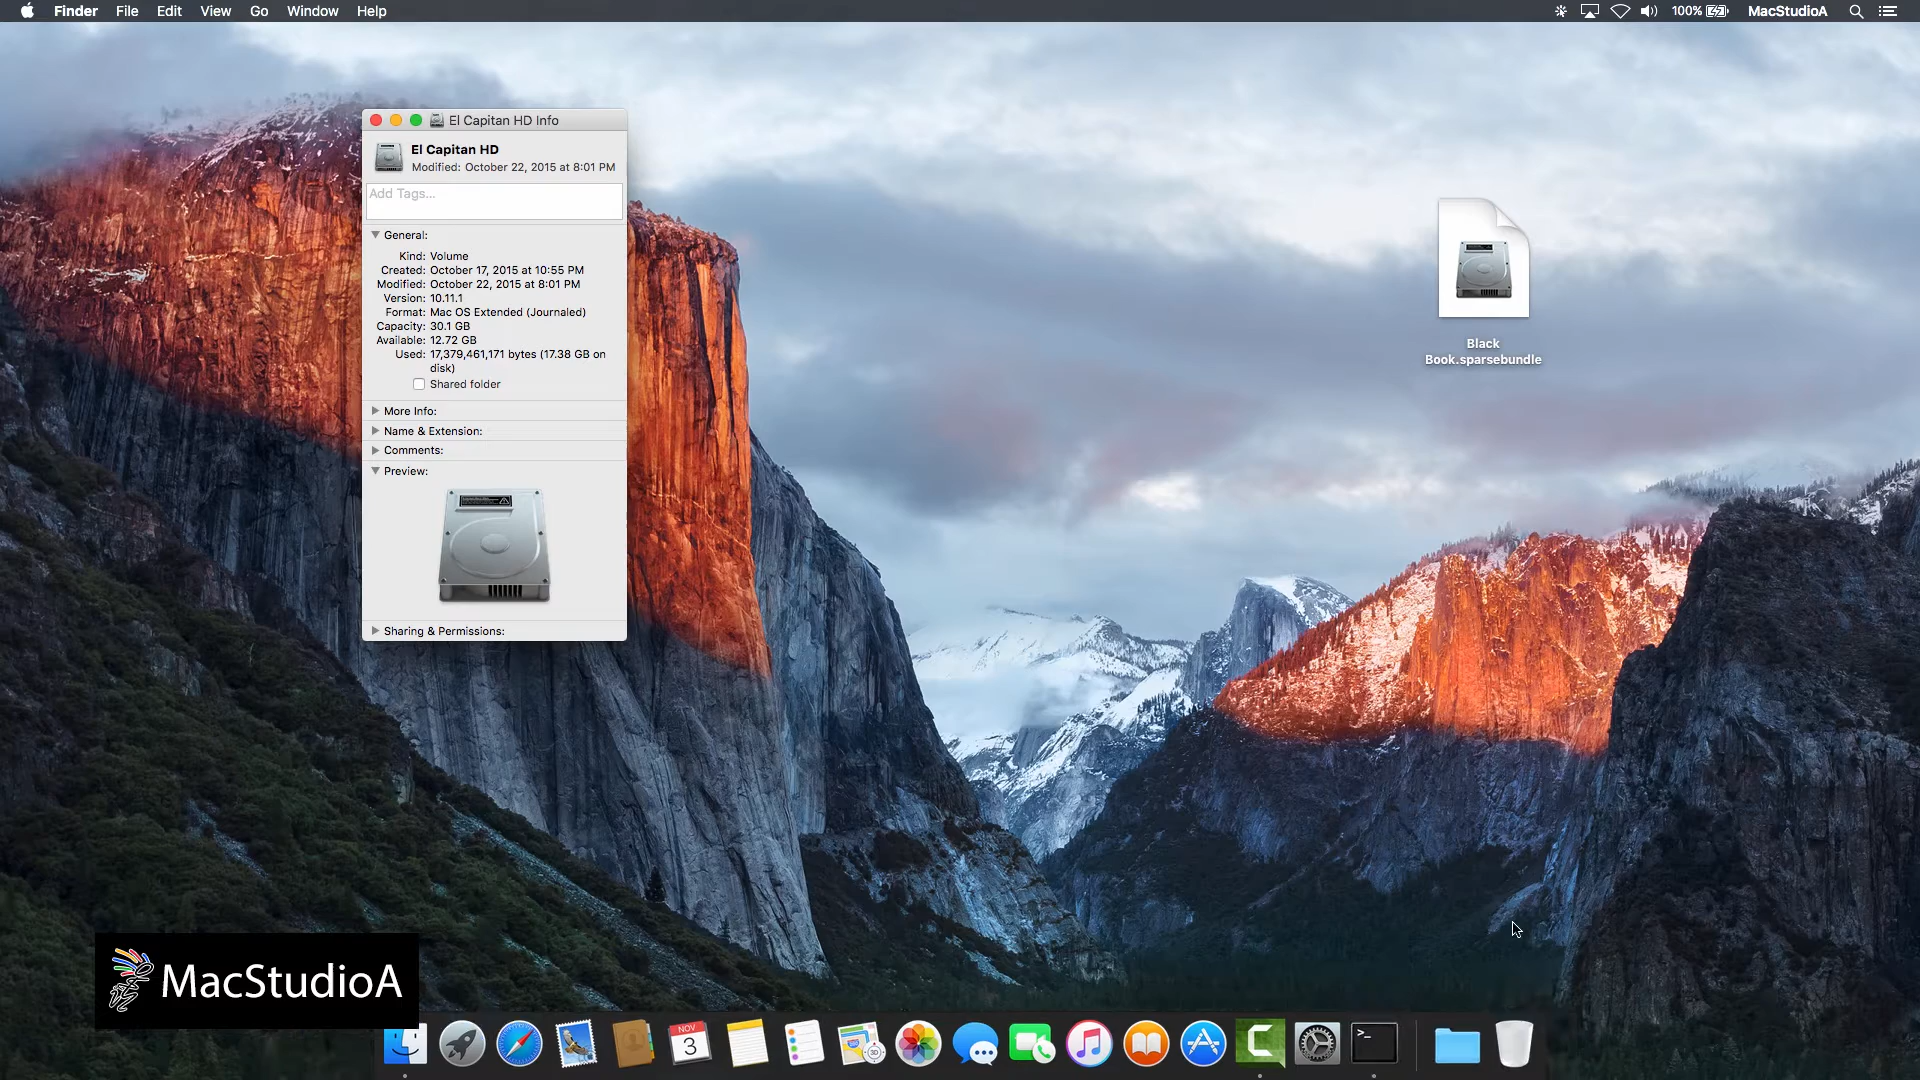 Finder File Edit View Go Window Help
100% MacStudioA
El Capitan HD Info
El Capitan HD
Modified: October 22, 2015 at 8:01 PM
Add Tags...
General:
Kind: Volume
Created: October 17, 2015 at 10:55 PM
Modified: October 22, 2015 at 8:01 PM
Version: 10.11.1
Format: Mac OS Extended (Journaled)
Capacity: 30.1 GB
Available: 12.72 GB
Used: 17,379,461,171 bytes (17.38 GB on
disk)
Shared folder
More Info:
Name & Extension:
Comments:
Preview:
Sharing & Permissions:
Black
Book.sparsebundle
MacStudioA
NOV
3
3D
>_